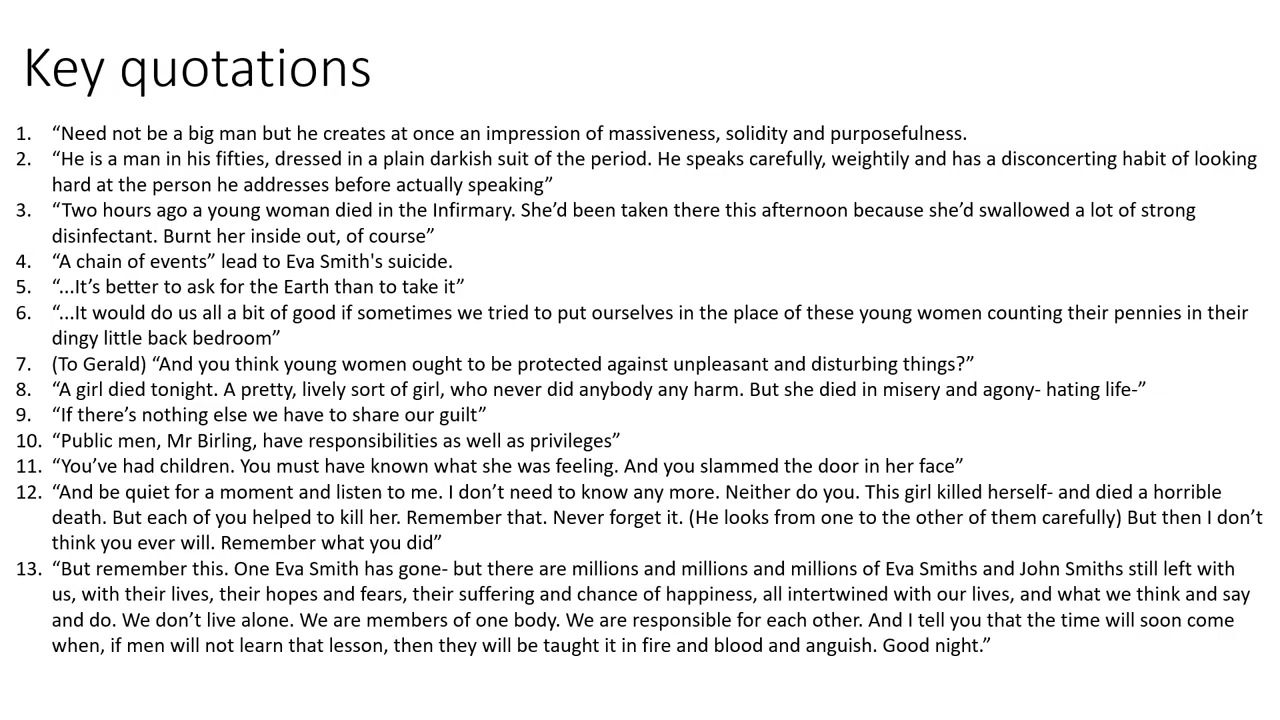 Key quotations
1. “Need not be a big man but he creates at once an impression of massiveness, solidity and purposefulness.
2. “He is a man in his fifties, dressed in a plain darkish suit of the period. He speaks carefully, weightily and has a disconcerting habit of looking
hard at the person he addresses before actually speaking”
3. “Two hours ago a young woman died in the Infirmary. She’d been taken there this afternoon because she’d swallowed a lot of strong
disinfectant. Burnt her inside out, of course”
4. “A chain of events” lead to Eva Smith's suicide.
5. “...It’s better to ask for the Earth than to take it”
6. “...It would do us all a bit of good if sometimes we tried to put ourselves in the place of these young women counting their pennies in their
dingy little back bedroom”
7. (To Gerald) “And you think young women ought to be protected against unpleasant and disturbing things?”
8. “A girl died tonight. A pretty, lively sort of girl, who never did anybody any harm. But she died in misery and agony- hating life-”
9. “If there’s nothing else we have to share our guilt”
10. “Public men, Mr Birling, have responsibilities as well as privileges”
11. “You’ve had children. You must have known what she was feeling. And you slammed the door in her face”
12. “And be quiet for a moment and listen to me. I don’t need to know any more. Neither do you. This girl killed herself- and died a horrible
death. But each of you helped to kill her. Remember that. Never forget it. (He looks from one to the other of them carefully) But then I don’t
think you ever will. Remember what you did”
13. “But remember this. One Eva Smith has gone- but there are millions and millions and millions of Eva Smiths and John Smiths still left with
us, with their lives, their hopes and fears, their suffering and chance of happiness, all intertwined with our lives, and what we think and say
and do. We don’t live alone. We are members of one body. We are responsible for each other. And I tell you that the time will soon come
when, if men will not learn that lesson, then they will be taught it in fire and blood and anguish. Good night.”